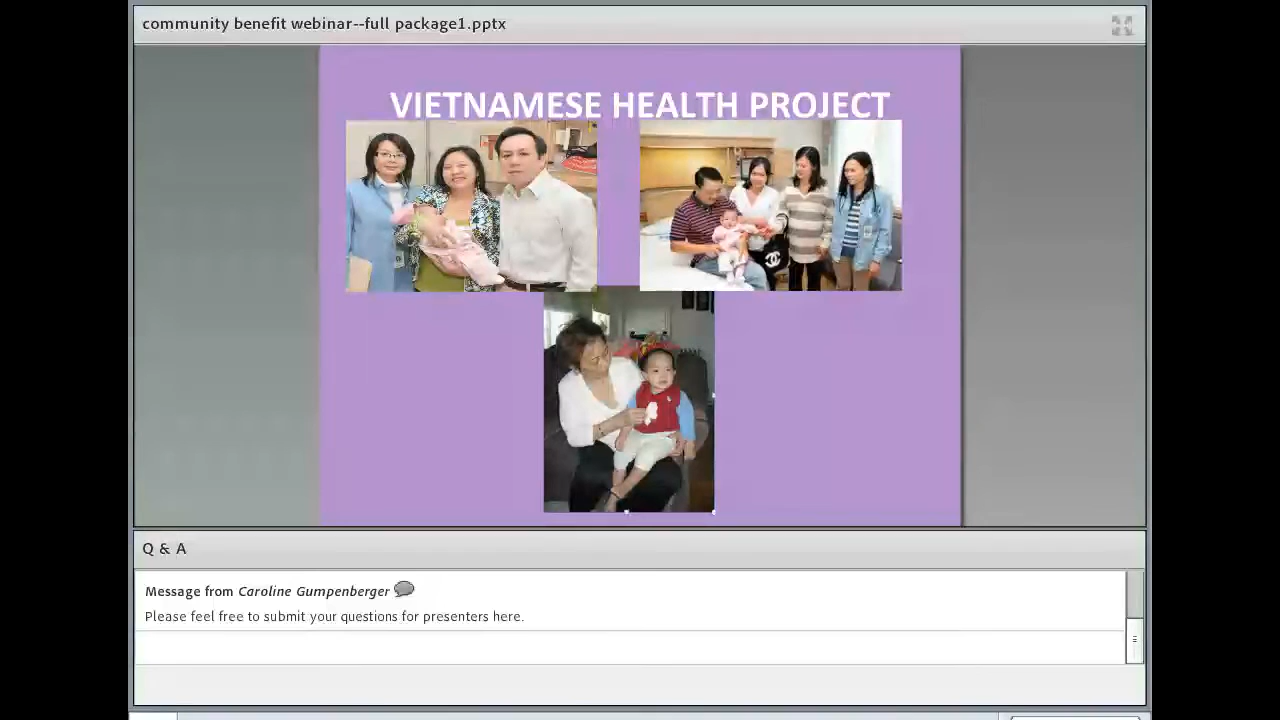 community benefit webinar--full package1.pptx
VIETNAMESE HEALTH PROJECT
Q & A
Message from Caroline Gumpenberger
Please feel free to submit your questions for presenters here.